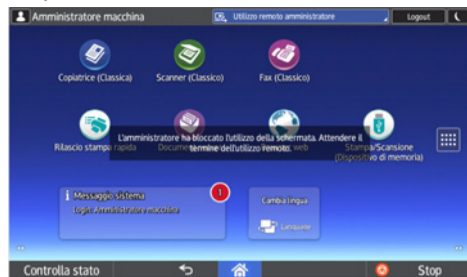 Amministratore macchina
Utilizzo remoto amministratore
Logout
Copiatrice (Classica)
Scanner (Classico)
Fax (Classico)
L'amministratore ha bloccato l'utilizzo della schermata. Attendere il
termine dell'utilizzo remoto.
Rilascio stampa rapida
Docume
web
Stampa/Scansione
(Dispositivo di memoria)
1
Messaggio sistema
Login: Amministratore macchina
Cambia lingua
Language
Controlla stato
Stop